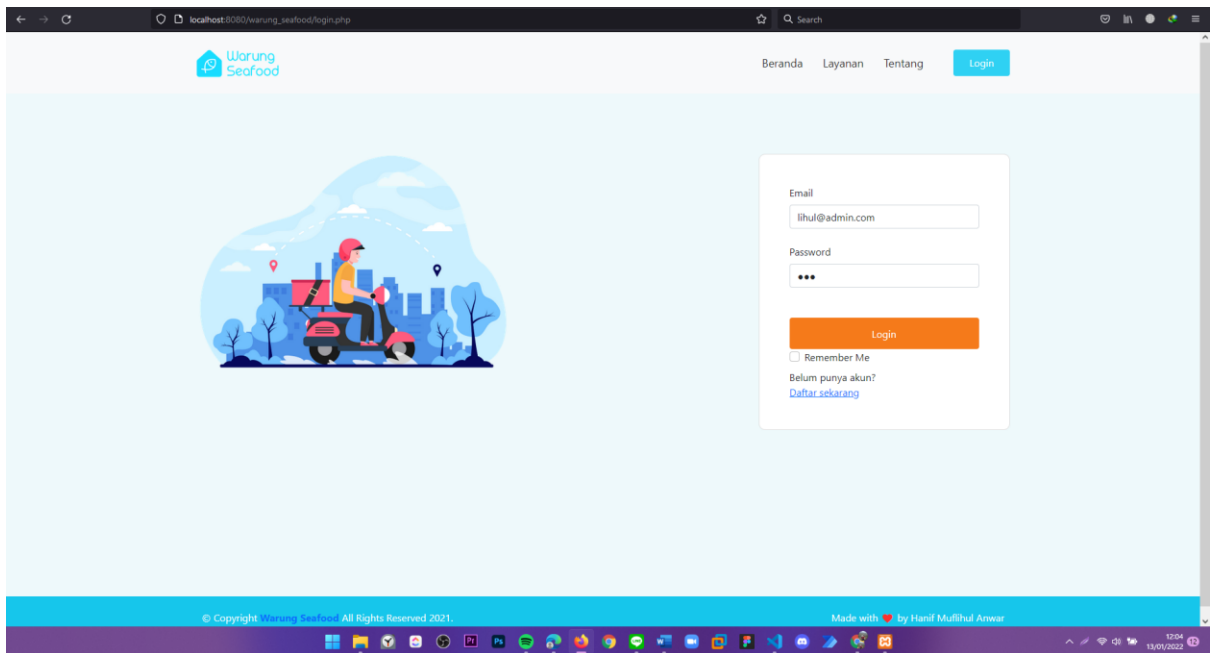 localhost:8080/warung_seafood/login.php
Search
Warung
Seafood
Beranda Layanan Tentang Login
Email
lihul@admin.com
Password
Login
Remember Me
Belum punya akun?
Daftar sekarang
© Copyright Warung Seafood All Rights Reserved 2021.
Made with ❤ by Hanif Muflihul Anwar
12:04
13/01/2022